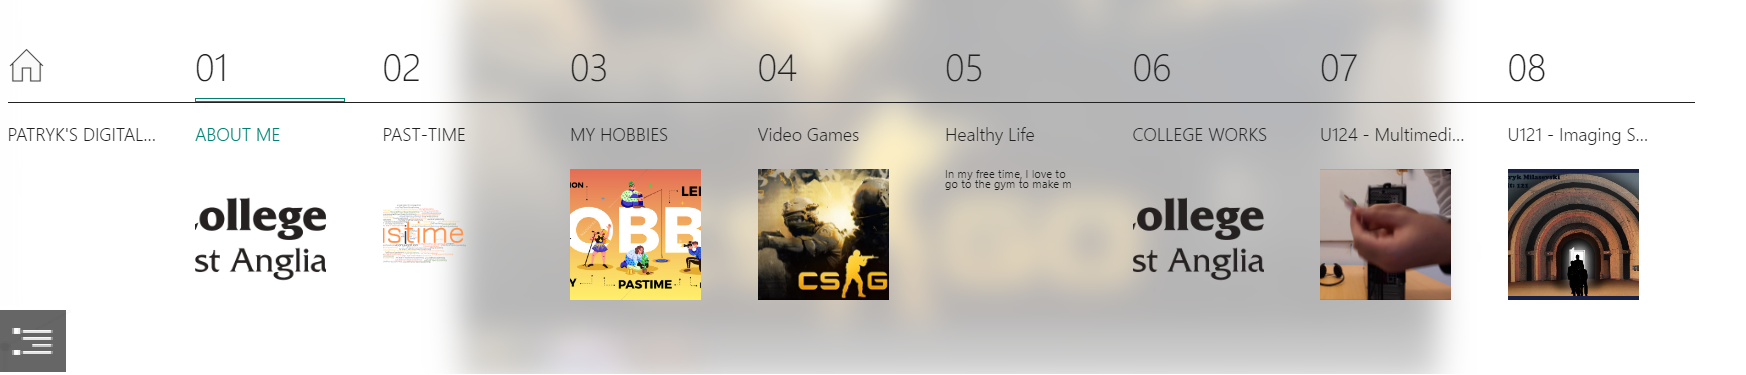 01 02 03 04 05 06 07 08
PATRYK'S DIGITAL... ABOUT ME PAST-TIME MY HOBBIES Video Games Healthy Life COLLEGE WORKS U124 - Multimedi... U121 - Imaging S...
ollege
st Anglia
stime
ION
LEI
OBB
PASTIME
CS G
In my free time, I love to
go to the gym to make m
ollege
st Anglia